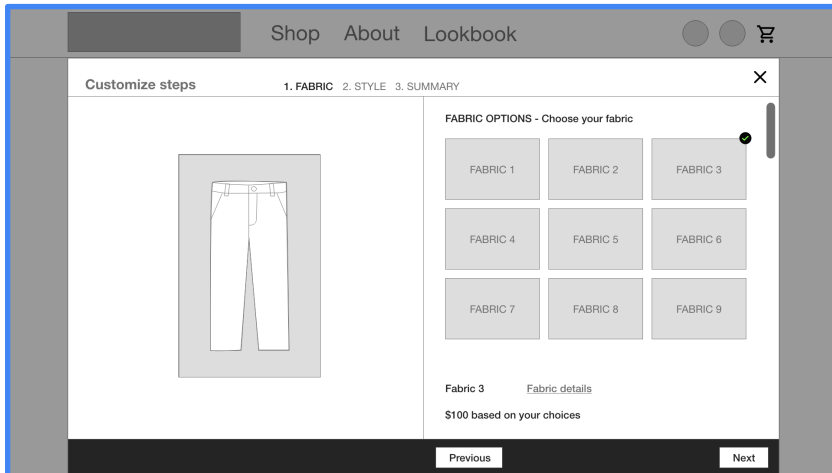 Shop About Lookbook
Customize steps
1. FABRIC 2. STYLE 3. SUMMARY
FABRIC OPTIONS - Choose your fabric
FABRIC 1 FABRIC 2 FABRIC 3
FABRIC 4 FABRIC 5 FABRIC 6
FABRIC 7 FABRIC 8 FABRIC 9
Fabric 3 Fabric details
$100 based on your choices
Previous Next